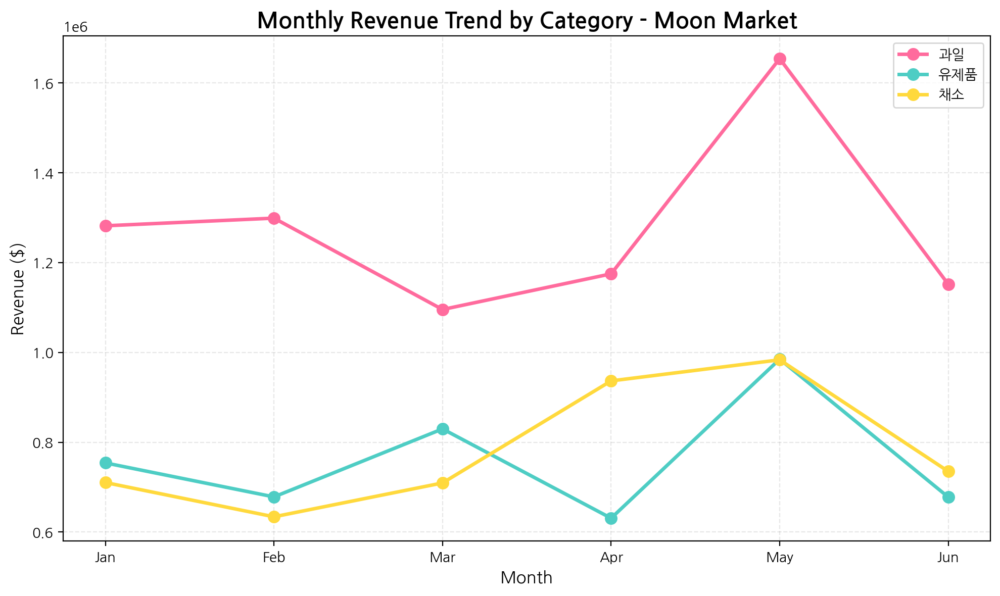 Monthly Revenue Trend by Category - Moon Market
1e6
과일
유제품
채소
1.6
1.4
1.2
1.0
0.8
0.6
Revenue ($)
Jan Feb Mar Apr May Jun
Month